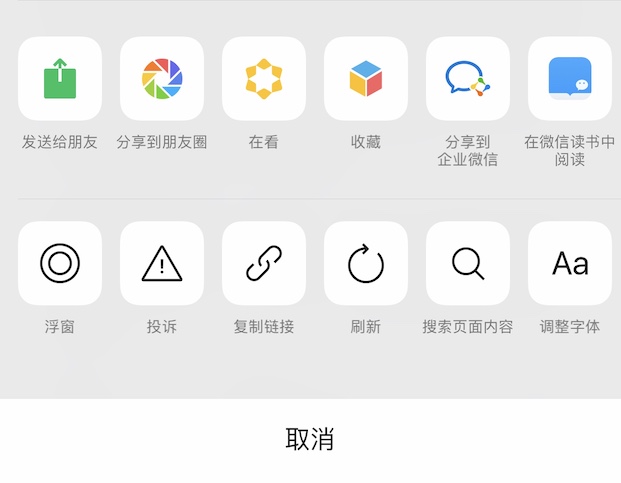 发送给朋友
分享到朋友圈
在看
收藏
分享到
企业微信
在微信读书中
阅读
浮窗
投诉
复制链接
刷新
搜索页面内容
Aa
调整字体
取消